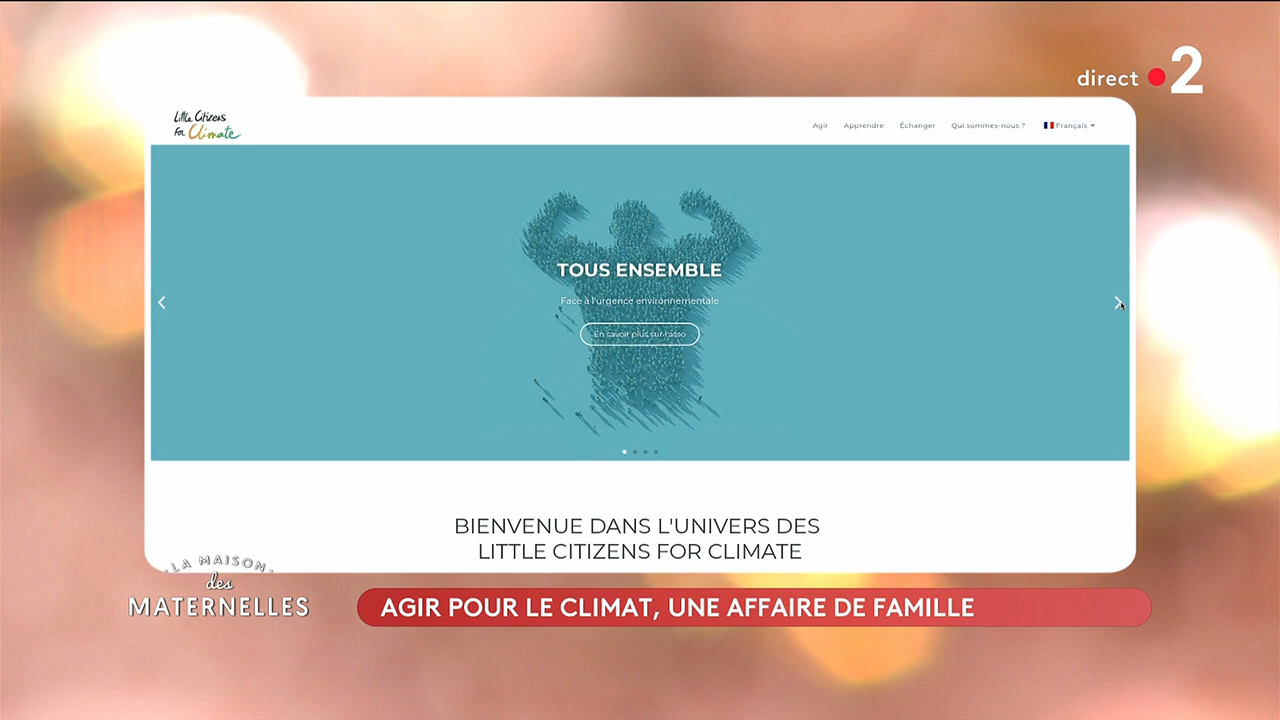 direct 2
Little Citizens
For Climate
Agir Apprendre Échanger Qui sommes-nous ? Français
TOUS ENSEMBLE
Face à l'urgence environnementale
En savoir plus sur l'asso
BIENVENUE DANS L'UNIVERS DES
LITTLE CITIZENS FOR CLIMATE
LA MAISON
des
MATERNELLES
AGIR POUR LE CLIMAT, UNE AFFAIRE DE FAMILLE